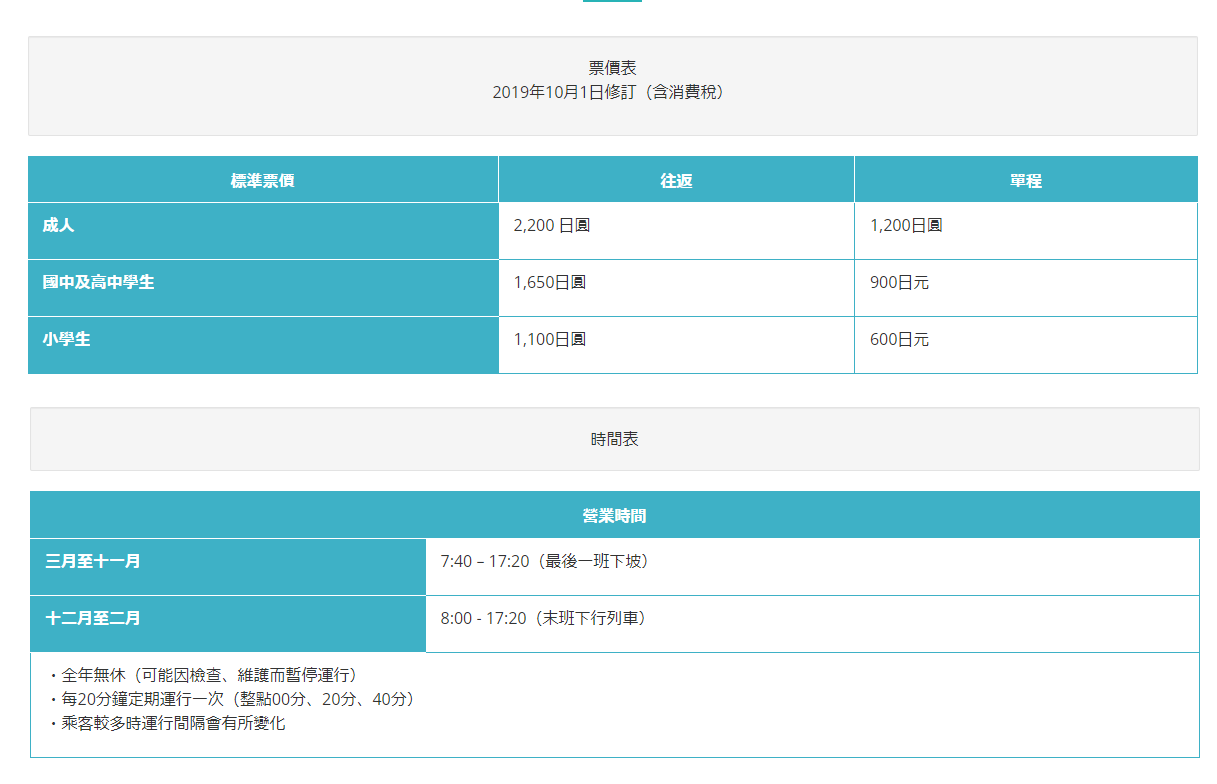 票價表
2019年10月1日修訂（含消費稅）
標準票價 往返 單程
成人 2,200 日圓 1,200日圓
國中及高中學生 1,650日圓 900日元
小學生 1,100日圓 600日元
時間表
營業時間
三月至十一月 7:40 – 17:20（最後一班下坡）
十二月至二月 8:00 - 17:20（末班下行列車）
・全年無休（可能因檢查、維護而暫停運行）
・每20分鐘定期運行一次（整點00分、20分、40分）
・乘客較多時運行間隔會有所變化